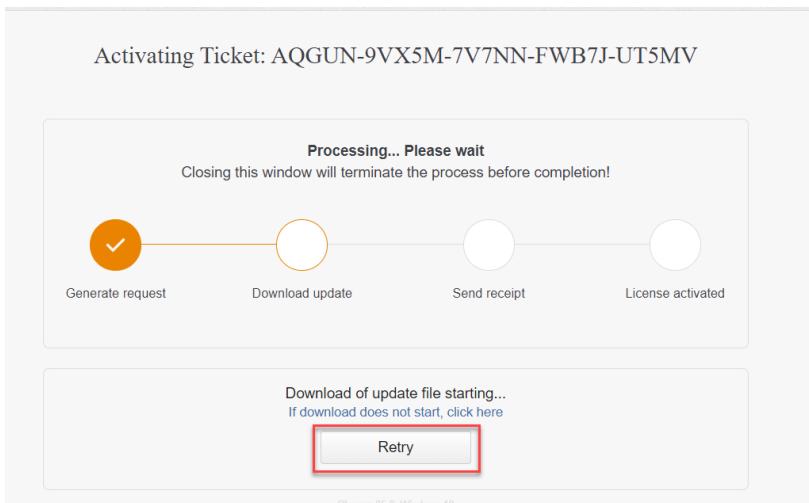 Activating Ticket: AQGUN-9VX5M-7V7NN-FWB7J-UT5MV
Processing... Please wait
Closing this window will terminate the process before completion!
Generate request
Download update
Send receipt
License activated
Download of update file starting...
If download does not start, click here
Retry